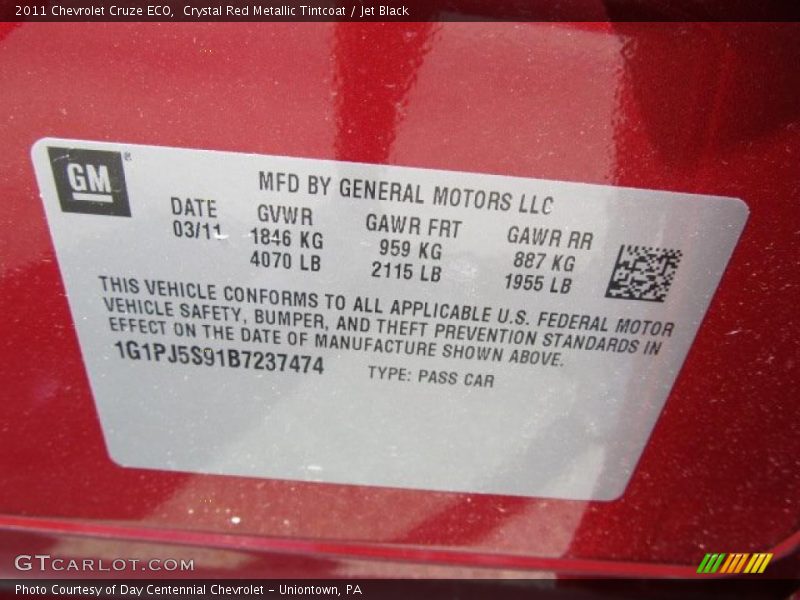 2011 Chevrolet Cruze ECO,  Crystal Red Metallic Tintcoat / Jet Black
GM ®
MFD BY GENERAL MOTORS LLC
DATE GVWR GAWR FRT GAWR RR
03/11 1846 KG 959 KG 887 KG
4070 LB 2115 LB 1955 LB
THIS VEHICLE CONFORMS TO ALL APPLICABLE U.S. FEDERAL MOTOR
VEHICLE SAFETY, BUMPER, AND THEFT PREVENTION STANDARDS IN
EFFECT ON THE DATE OF MANUFACTURE SHOWN ABOVE.
1G1PJ5S91B7237474 TYPE: PASS CAR
GTCARLOT.COM
Photo Courtesy of Day Centennial Chevrolet - Uniontown, PA